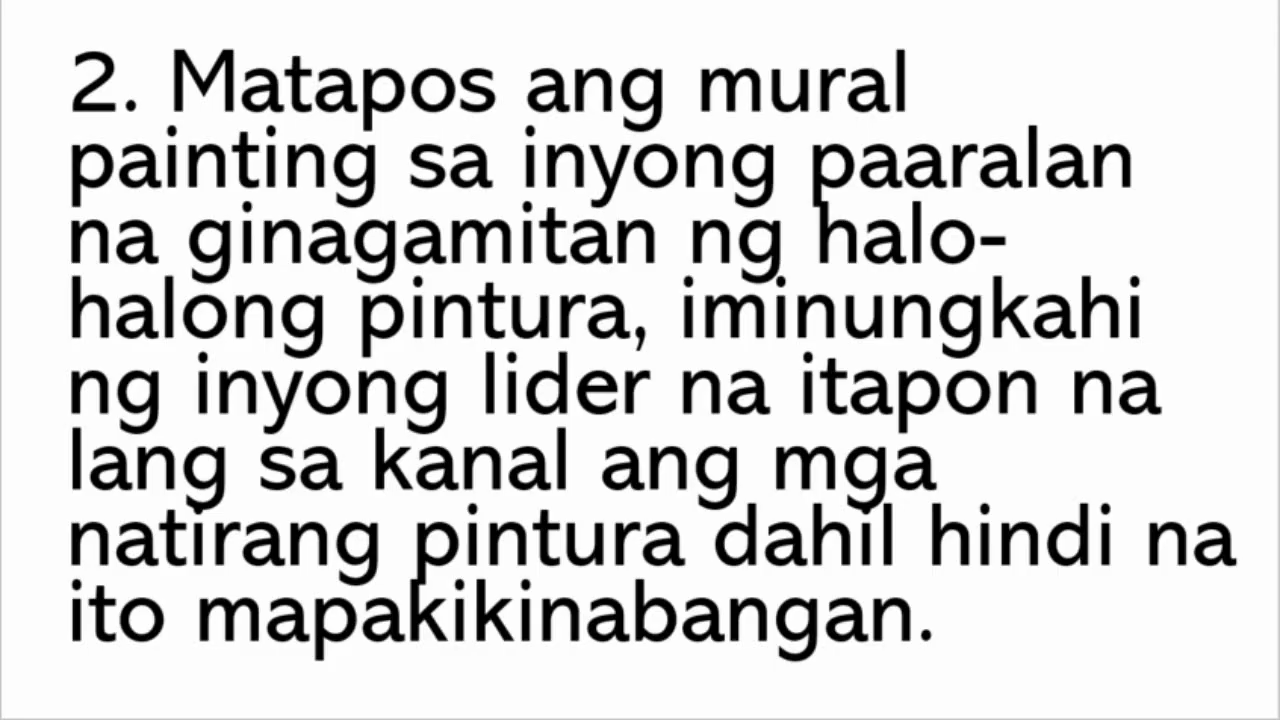 2. Matapos ang mural
painting sa inyong paaralan
na ginagamitan ng halo-
halong pintura, iminungkahi
ng inyong lider na itapon na
lang sa kanal ang mga
natirang pintura dahil hindi na
ito mapakikinabangan.